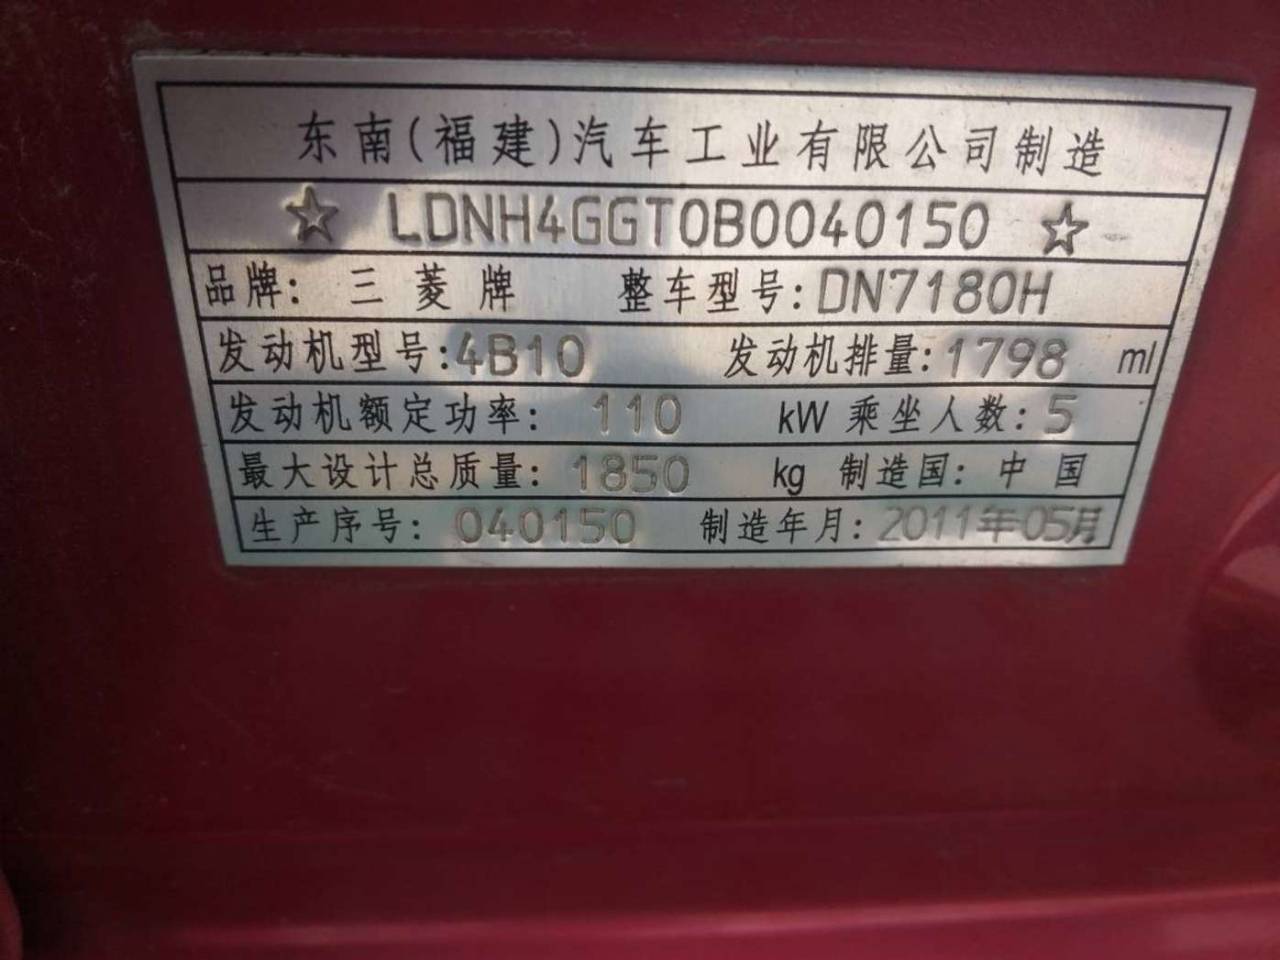 东南(福建)汽车工业有限公司制造
☆ LDNH4GGT0B0040150 ☆
品牌: 三菱牌 整车型号:DN7180H
发动机型号:4B10 发动机排量:1798 ml
发动机额定功率: 110 kW 乘坐人数:5
最大设计总质量: 1850 kg 制造国: 中国
生产序号: 040150 制造年月: 2011年05月